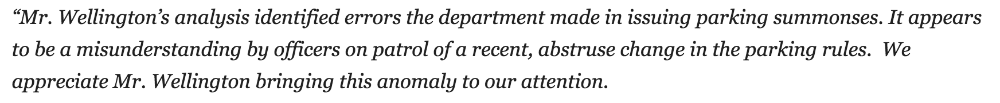 “Mr. Wellington’s analysis identified errors the department made in issuing parking summonses. It appears
to be a misunderstanding by officers on patrol of a recent, abstruse change in the parking rules.  We
appreciate Mr. Wellington bringing this anomaly to our attention.